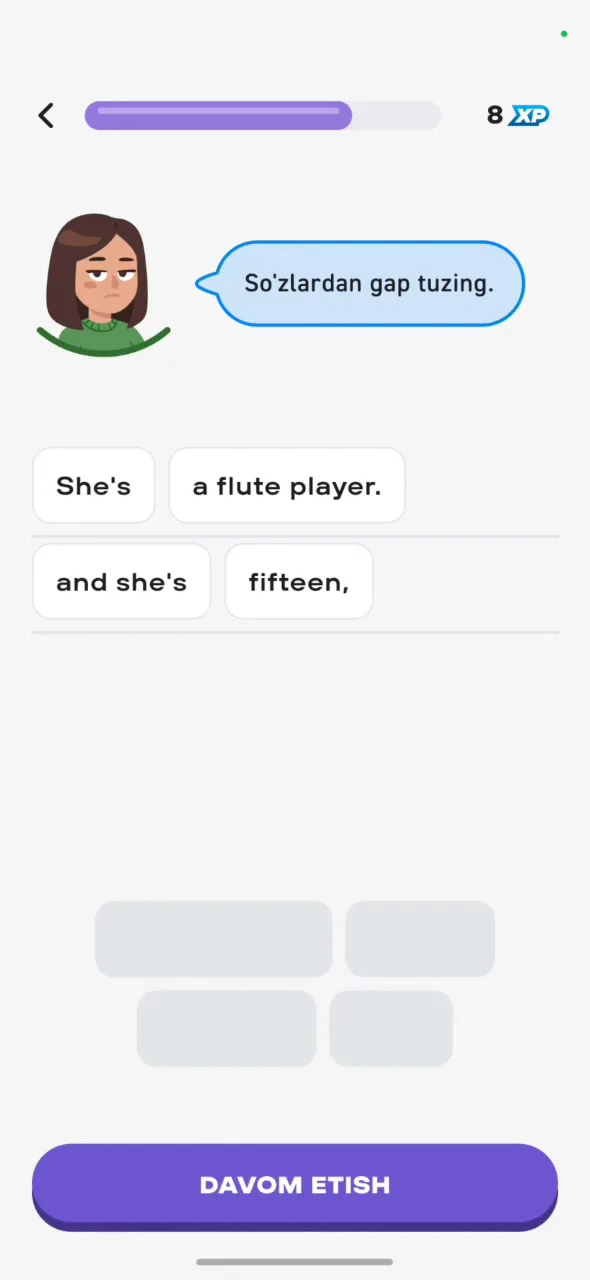 8 XP
So'zlardan gap tuzing.
She's a flute player.
and she's fifteen,
DAVOM ETISH